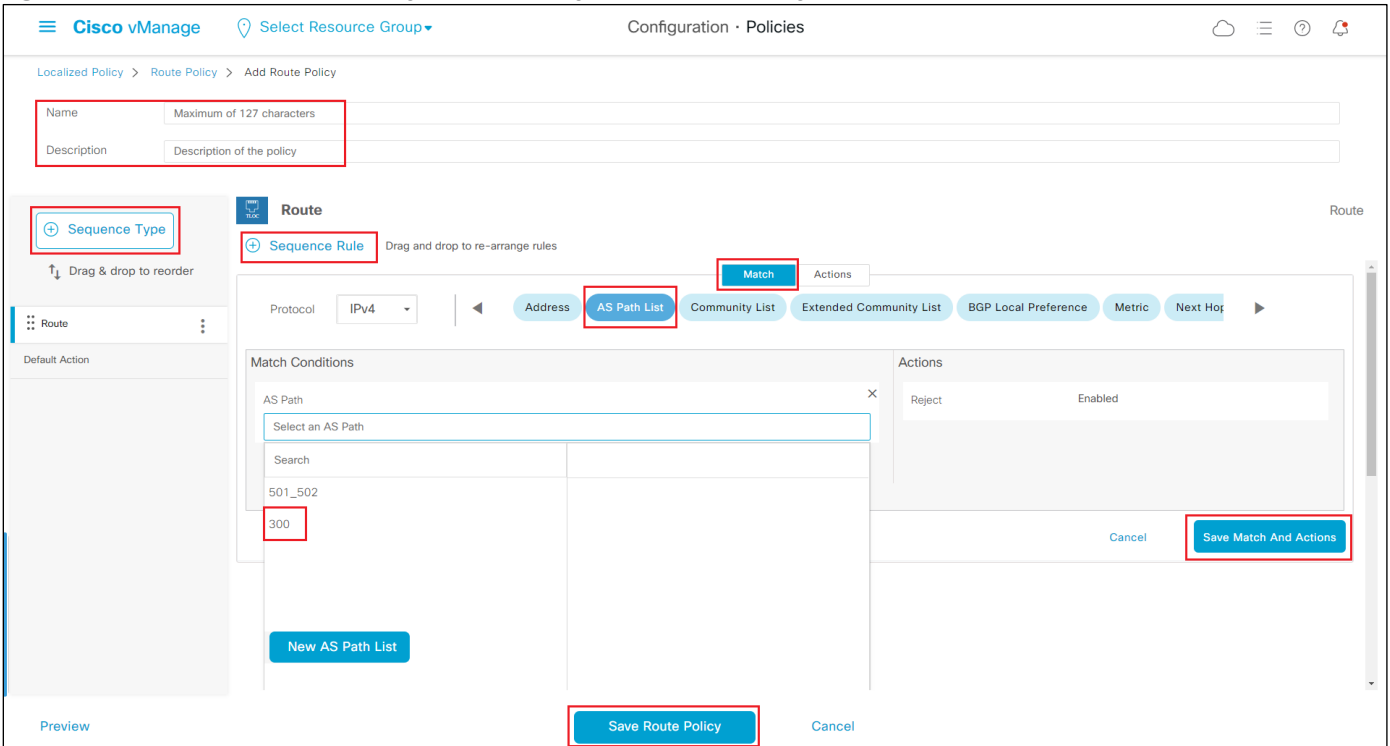 Cisco vManage
Select Resource Group
Configuration · Policies
Localized Policy > Route Policy > Add Route Policy
Name
Maximum of 127 characters
Description
Description of the policy
Sequence Type
Drag & drop to reorder
Route
Default Action
TLOC
Route
Route
Sequence Rule
Drag and drop to re-arrange rules
Match
Actions
Protocol
IPv4
Address
AS Path List
Community List
Extended Community List
BGP Local Preference
Metric
Next Hop
Match Conditions
Actions
AS Path
Reject
Enabled
Select an AS Path
Search
501_502
300
Cancel
Save Match And Actions
New AS Path List
Preview
Save Route Policy
Cancel